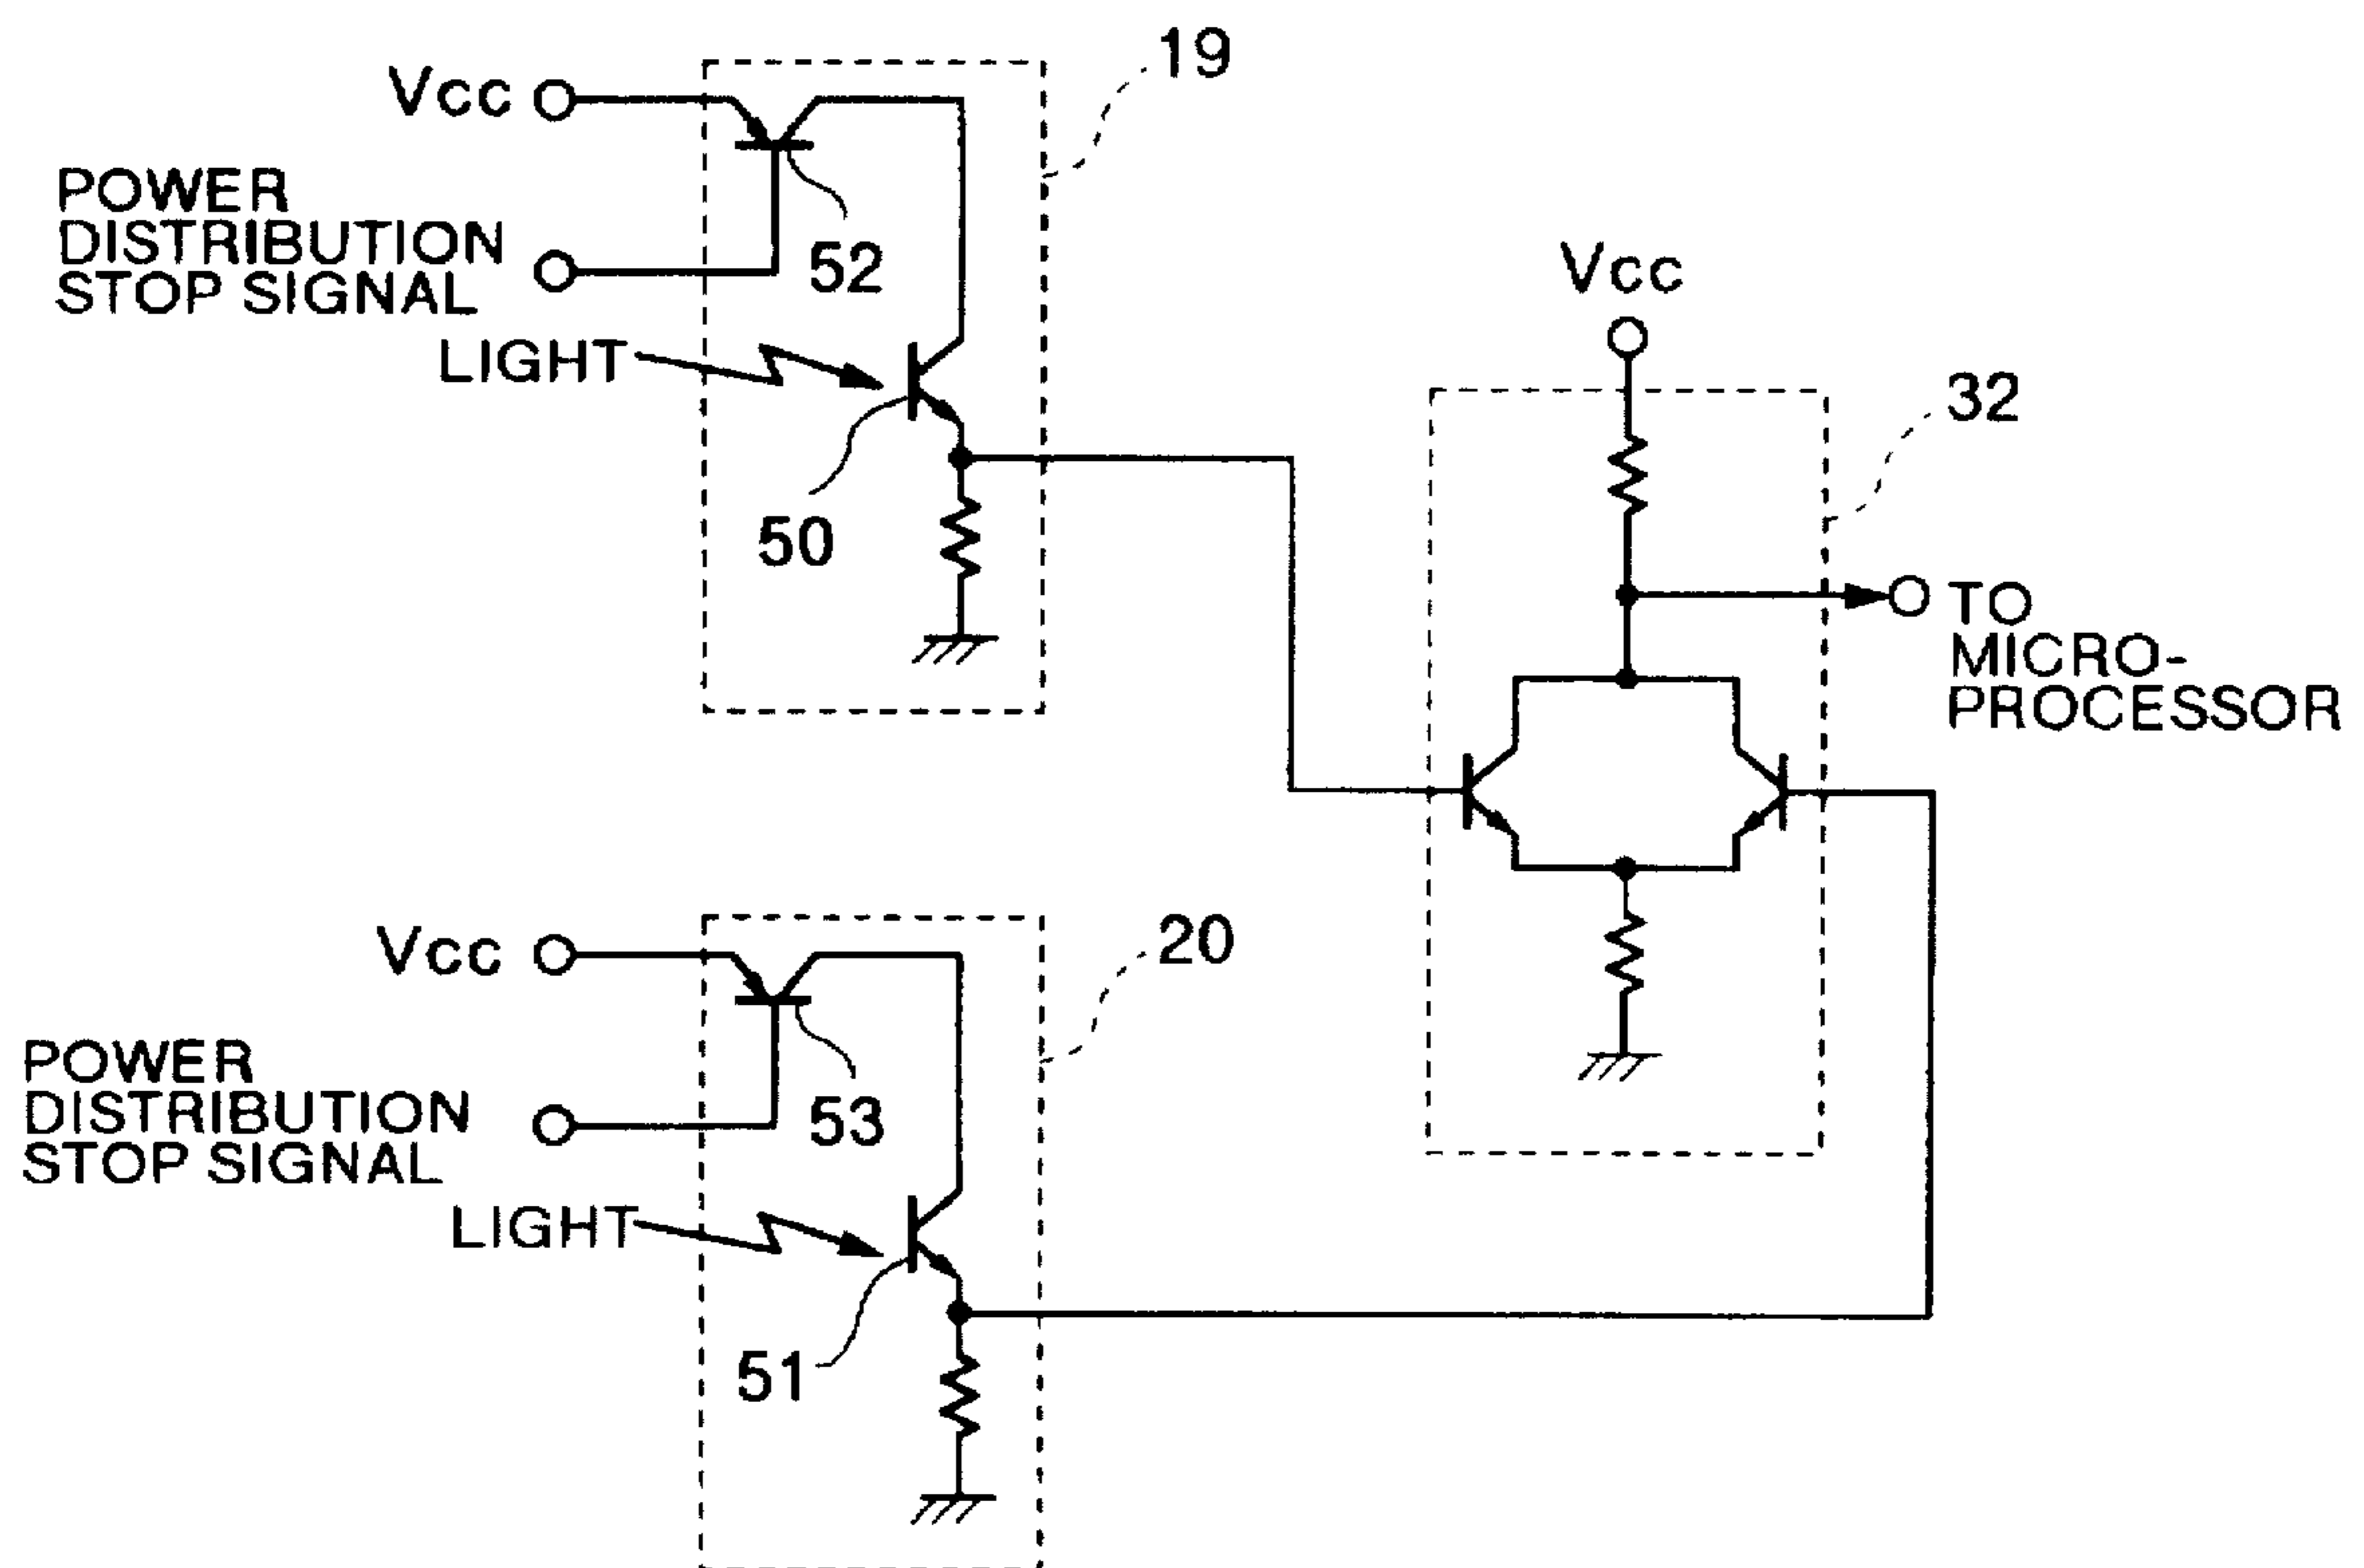 19
Vcc
POWER
DISTRIBUTION
STOP SIGNAL
52
LIGHT
50
Vcc
32
TO
MICRO-
PROCESSOR
20
Vcc
POWER
DISTRIBUTION
STOP SIGNAL
53
LIGHT
51